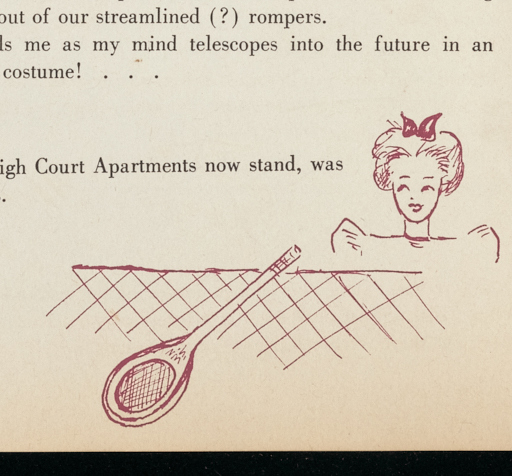 out of our streamlined (?) rompers.
ls me as my mind telescopes into the future in an
costume! . . .
igh Court Apartments now stand, was